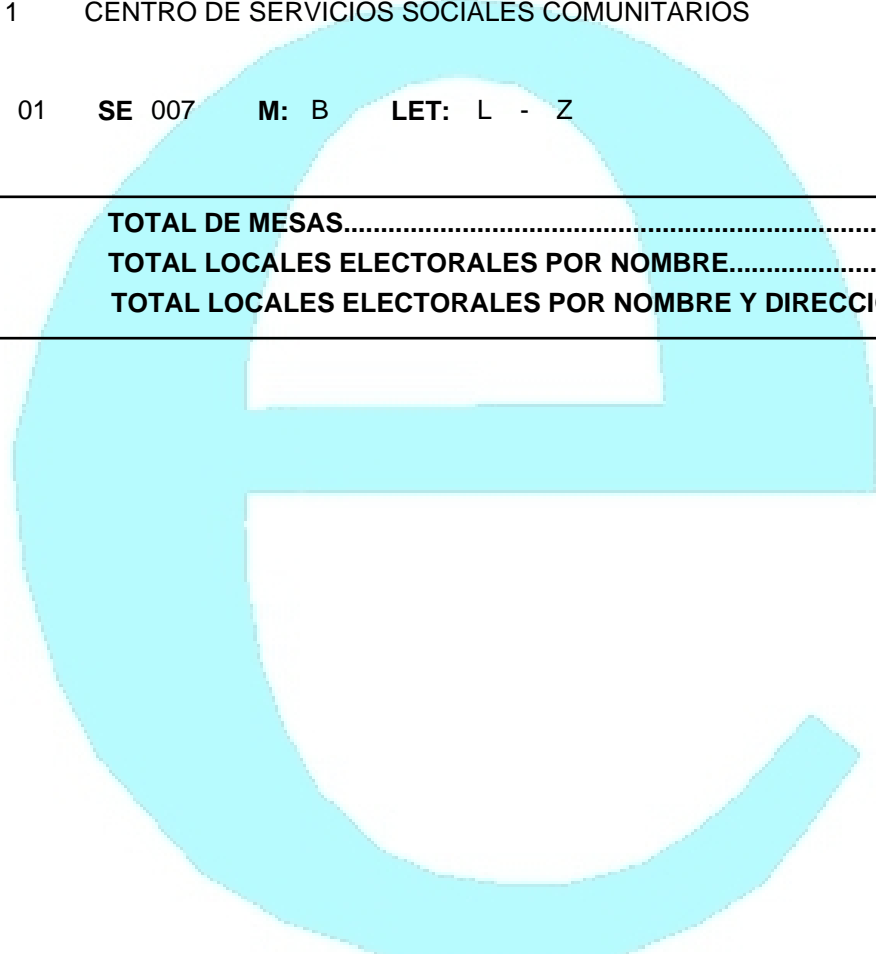 1 CENTRO DE SERVICIOS SOCIALES COMUNITARIOS
01 SE 007 M: B LET: L - Z
TOTAL DE MESAS..........................................................................
TOTAL LOCALES ELECTORALES POR NOMBRE....................
TOTAL LOCALES ELECTORALES POR NOMBRE Y